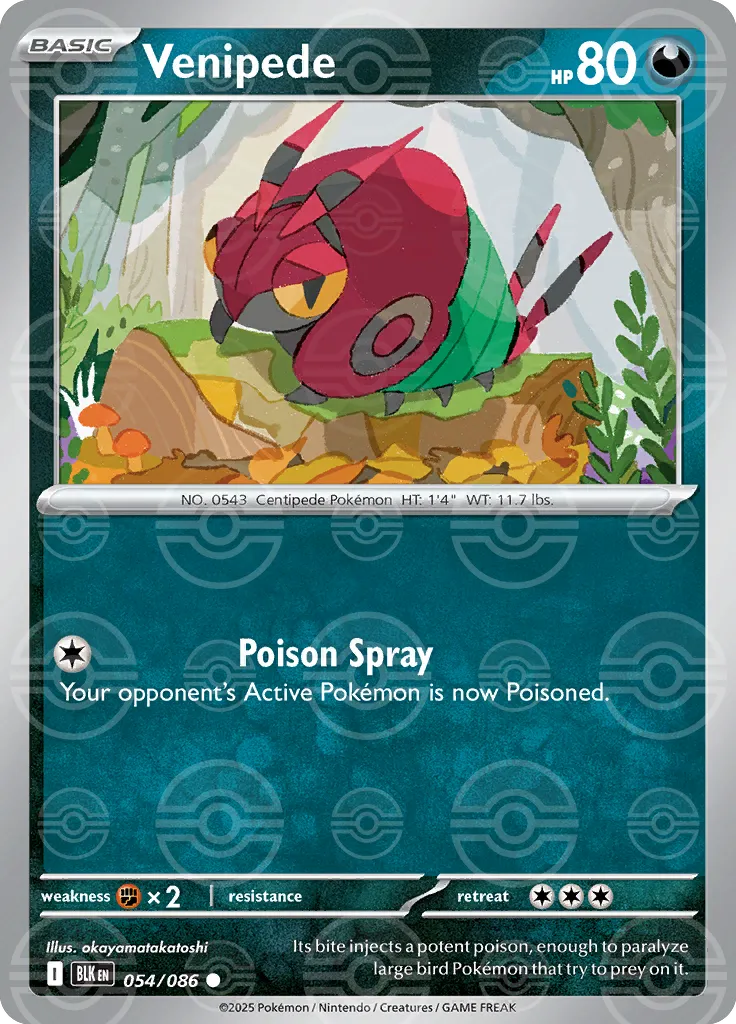 BASIC
Venipede
HP 80
NO. 0543 Centipede Pokémon HT: 1'4" WT: 11.7 lbs.
Poison Spray
Your opponent's Active Pokémon is now Poisoned.
weakness ×2 resistance retreat
Illus. okayamatakatoshi
Its bite injects a potent poison, enough to paralyze
large bird Pokémon that try to prey on it.
I BLK EN 054/086
©2025 Pokémon / Nintendo / Creatures / GAME FREAK